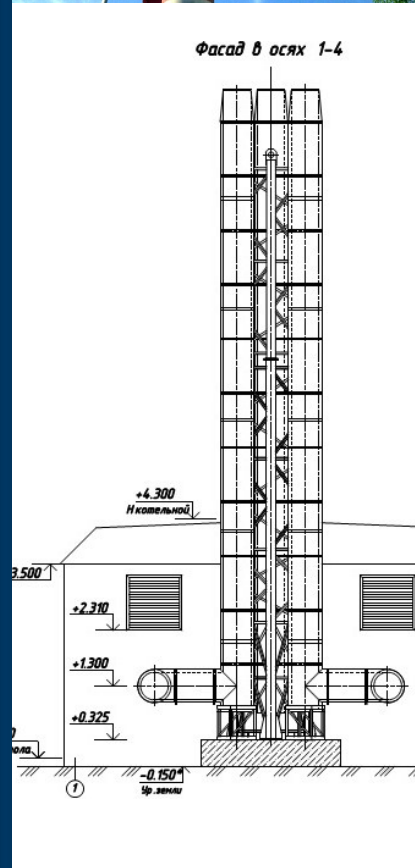 Фасад в осях 1-4
+4.300
Н котельной
3.500
+2.310
+1.300
+0.325
-0.150*
Ур. земли
1